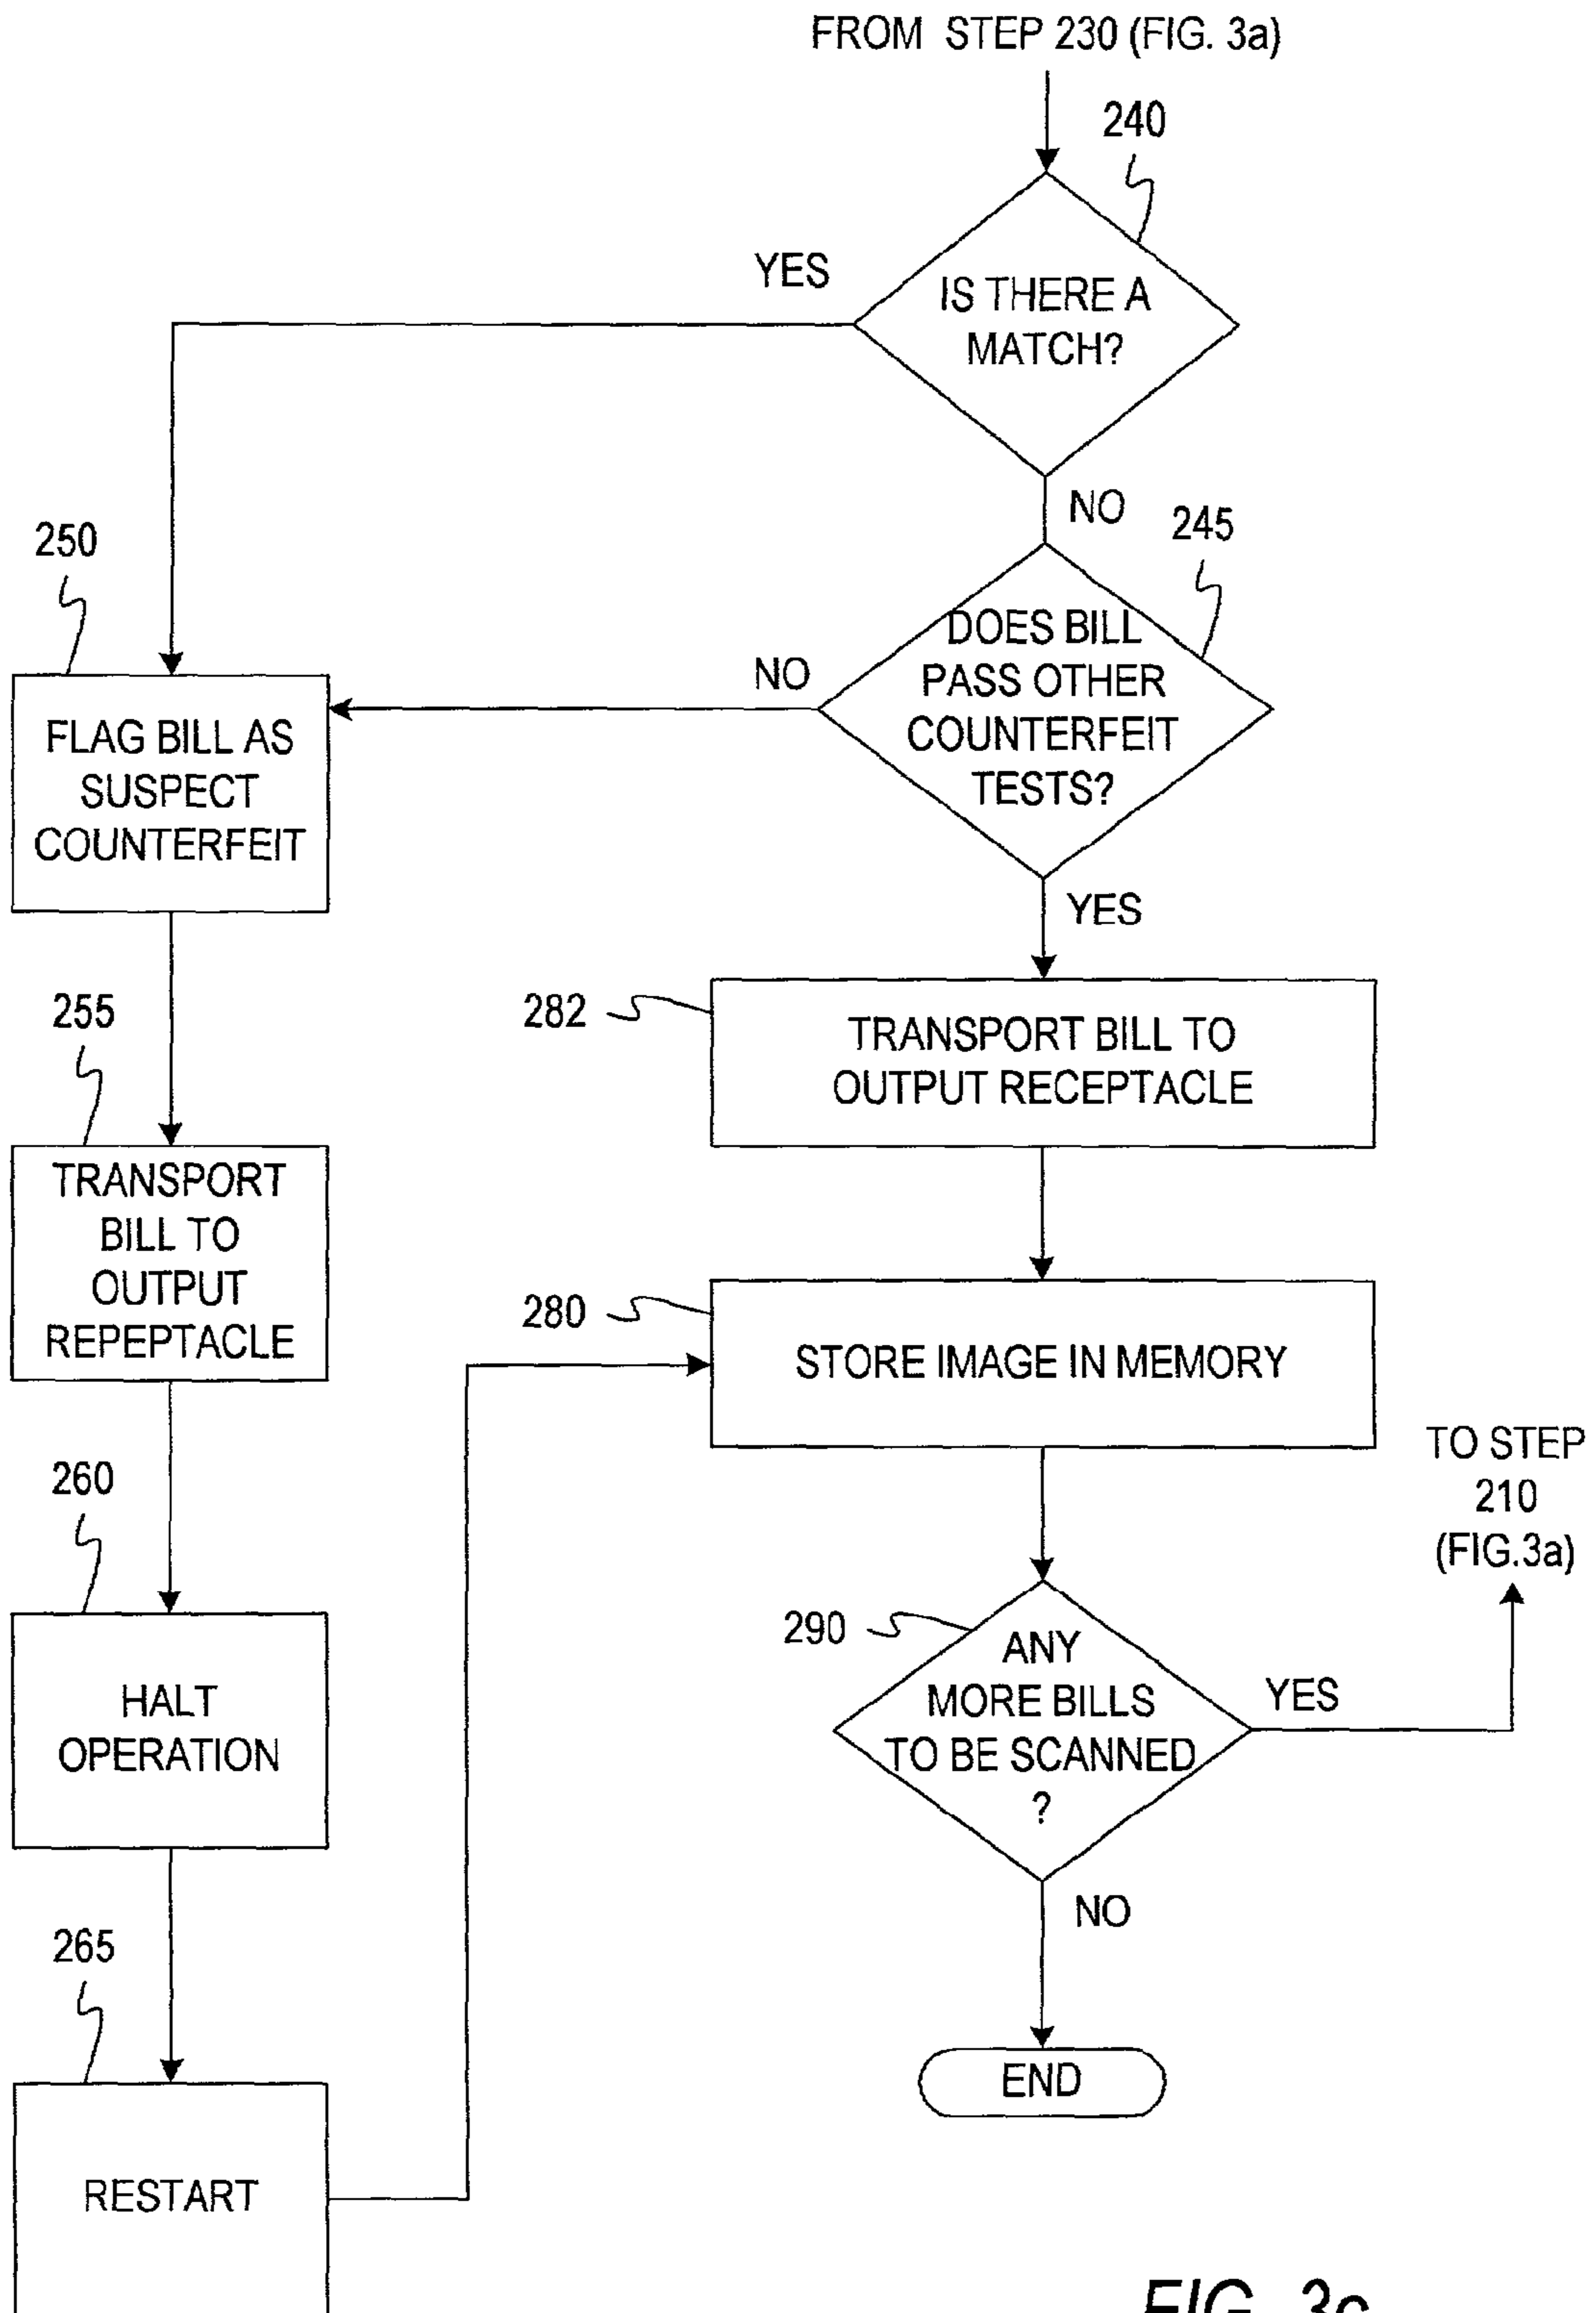 FROM STEP 230 (FIG. 3a)
240
YES
IS THERE A
MATCH?
NO
245
250
DOES BILL
PASS OTHER
COUNTERFEIT
TESTS?
NO
FLAG BILL AS
SUSPECT
COUNTERFEIT
YES
255
282
TRANSPORT BILL TO
OUTPUT RECEPTACLE
TRANSPORT
BILL TO
OUTPUT
REPEPTACLE
280
STORE IMAGE IN MEMORY
TO STEP
210
(FIG.3a)
260
290
ANY
MORE BILLS
TO BE SCANNED
?
YES
HALT
OPERATION
NO
265
END
RESTART
FIG. 3c